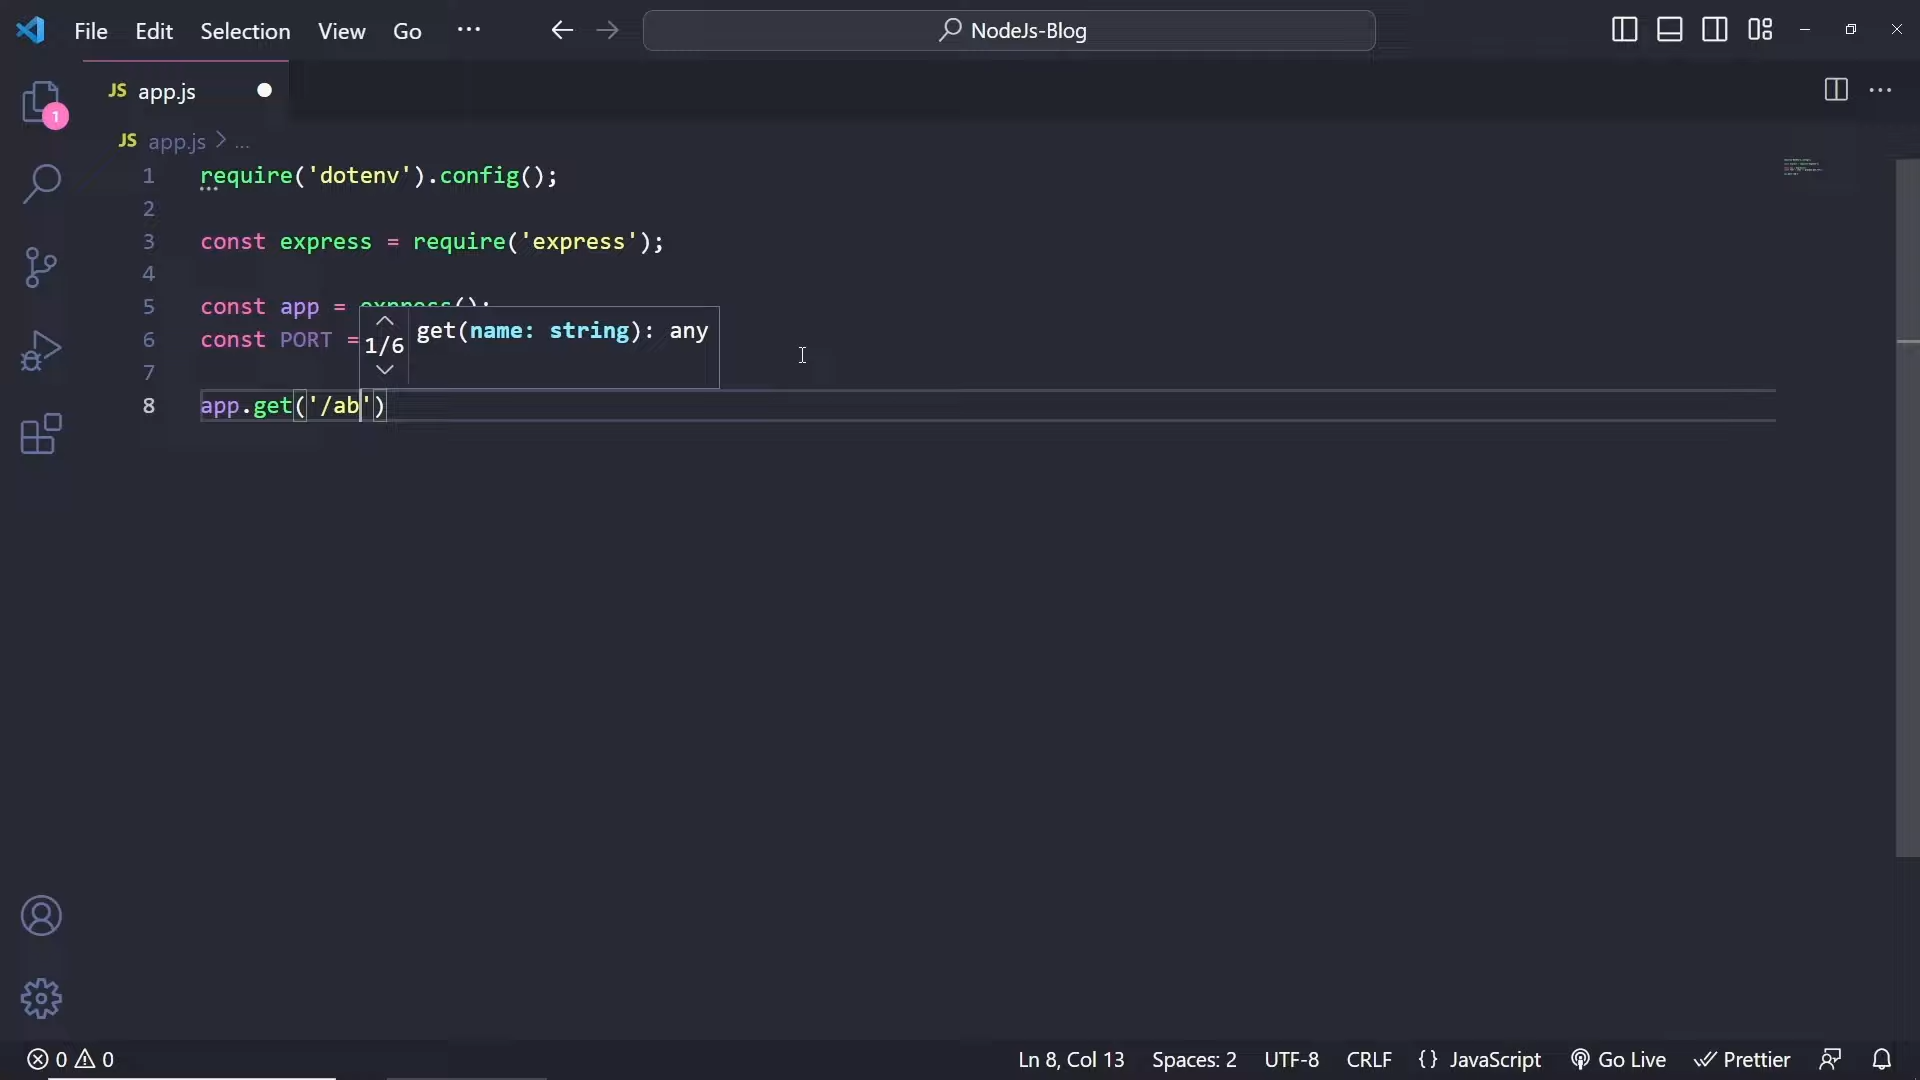 File Edit Selection View Go ··· NodeJs-Blog
JS app.js
1
JS app.js > ...
1 require('dotenv').config();
2
3 const express = require('express');
4
5 const app = express();
6 const PORT =
1/6 get(name: string): any
7
8 app.get('/ab')
0 0 Ln 8, Col 13 Spaces: 2 UTF-8 CRLF {} JavaScript Go Live Prettier